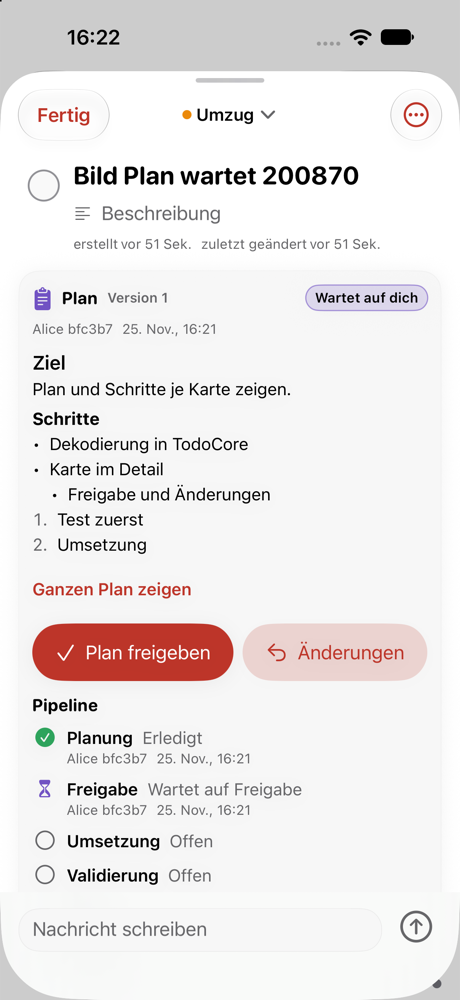 16:22
Fertig
Umzug
Bild Plan wartet 200870
Beschreibung
erstellt vor 51 Sek. zuletzt geändert vor 51 Sek.
Plan Version 1 Wartet auf dich
Alice bfc3b7 25. Nov., 16:21
Ziel
Plan und Schritte je Karte zeigen.
Schritte
• Dekodierung in TodoCore
• Karte im Detail
• Freigabe und Änderungen
1. Test zuerst
2. Umsetzung
Ganzen Plan zeigen
Plan freigeben Änderungen
Pipeline
Planung Erledigt
Alice bfc3b7 25. Nov., 16:21
Freigabe Wartet auf Freigabe
Alice bfc3b7 25. Nov., 16:21
Umsetzung Offen
Validierung Offen
Nachricht schreiben